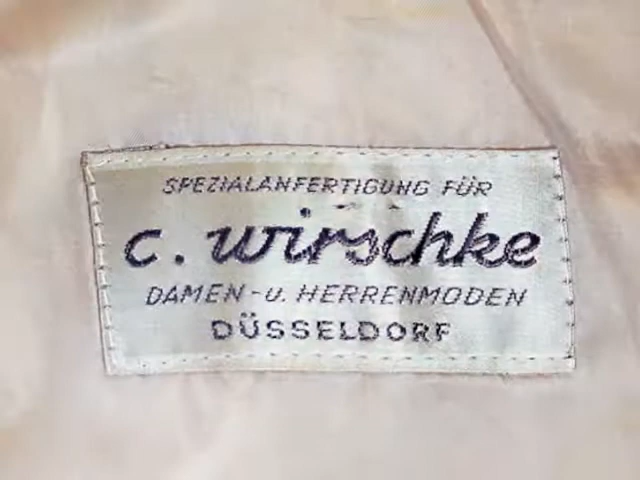 SPEZIALANFERTIGUNG FÜR
c. wirschke
DAMEN-U. HERRENMODEN
DÜSSELDORF